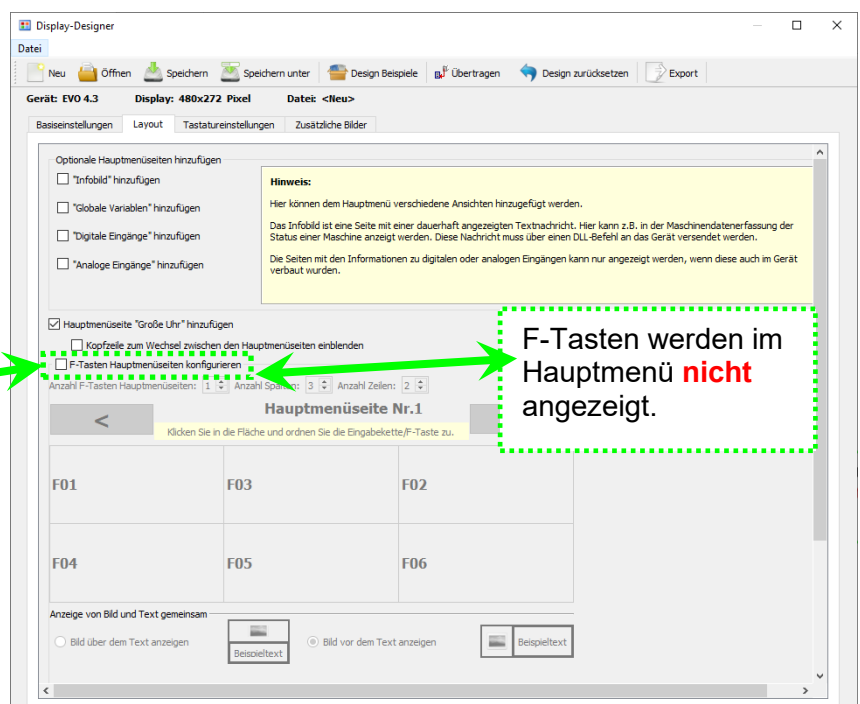 Display-Designer
Datei
Neu Öffnen Speichern Speichern unter Design Beispiele Übertragen Design zurücksetzen Export
Gerät: EVO 4.3 Display: 480x272 Pixel Datei: <Neu>
Basiseinstellungen Layout Tastatureinstellungen Zusätzliche Bilder
Optionale Hauptmenüseiten hinzufügen
"Infobild" hinzufügen
"Globale Variablen" hinzufügen
"Digitale Eingänge" hinzufügen
"Analoge Eingänge" hinzufügen
Hinweis:
Hier können dem Hauptmenü verschiedene Ansichten hinzugefügt werden.
Das Infobild ist eine Seite mit einer dauerhaft angezeigten Textnachricht. Hier kann z.B. in der Maschinendatenerfassung der
Status einer Maschine anzeigt werden. Diese Nachricht muss über einen DLL-Befehl an das Gerät versendet werden.
Die Seiten mit den Informationen zu digitalen oder analogen Eingängen kann nur angezeigt werden, wenn diese auch im Gerät
verbaut wurden.
Hauptmenüseite "Große Uhr" hinzufügen
Kopfzeile zum Wechsel zwischen den Hauptmenüseiten einblenden
F-Tasten Hauptmenüseiten konfigurieren
Anzahl F-Tasten Hauptmenüseiten: 1 Anzahl Spalten: 3 Anzahl Zeilen: 2
F-Tasten werden im
Hauptmenü nicht
angezeigt.
< Hauptmenüseite Nr.1
Klicken Sie in die Fläche und ordnen Sie die Eingabekette/F-Taste zu.
F01 F03 F02
F04 F05 F06
Anzeige von Bild und Text gemeinsam
Bild über dem Text anzeigen Beispieltext Bild vor dem Text anzeigen Beispieltext